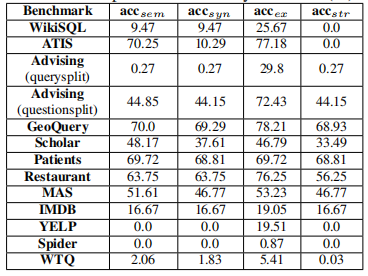 Benchmark acc sem acc syn acc ex acc str
WikiSQL 9.47 9.47 25.67 0.0
ATIS 70.25 10.29 77.18 0.0
Advising
(querysplit) 0.27 0.27 29.8 0.27
Advising
(questionsplit) 44.85 44.15 72.43 44.15
GeoQuery 70.0 69.29 78.21 68.93
Scholar 48.17 37.61 46.79 33.49
Patients 69.72 68.81 69.72 68.81
Restaurant 63.75 63.75 76.25 56.25
MAS 51.61 46.77 53.23 46.77
IMDB 16.67 16.67 19.05 16.67
YELP 0.0 0.0 19.51 0.0
Spider 0.0 0.0 0.87 0.0
WTQ 2.06 1.83 5.41 0.03